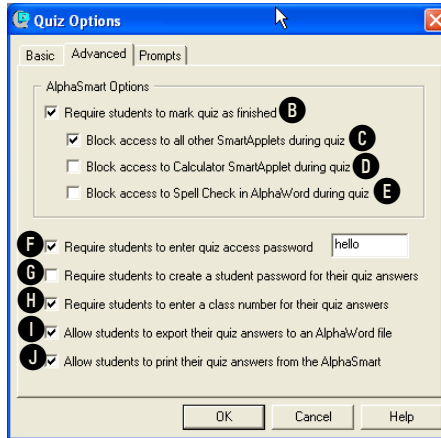 Quiz Options
Basic Advanced Prompts
AlphaSmart Options
Require students to mark quiz as finished B
Block access to all other SmartApplets during quiz C
Block access to Calculator SmartApplet during quiz D
Block access to Spell Check in AlphaWord during quiz E
F Require students to enter quiz access password hello
G Require students to create a student password for their quiz answers
H Require students to enter a class number for their quiz answers
I Allow students to export their quiz answers to an AlphaWord file
J Allow students to print their quiz answers from the AlphaSmart
OK Cancel Help